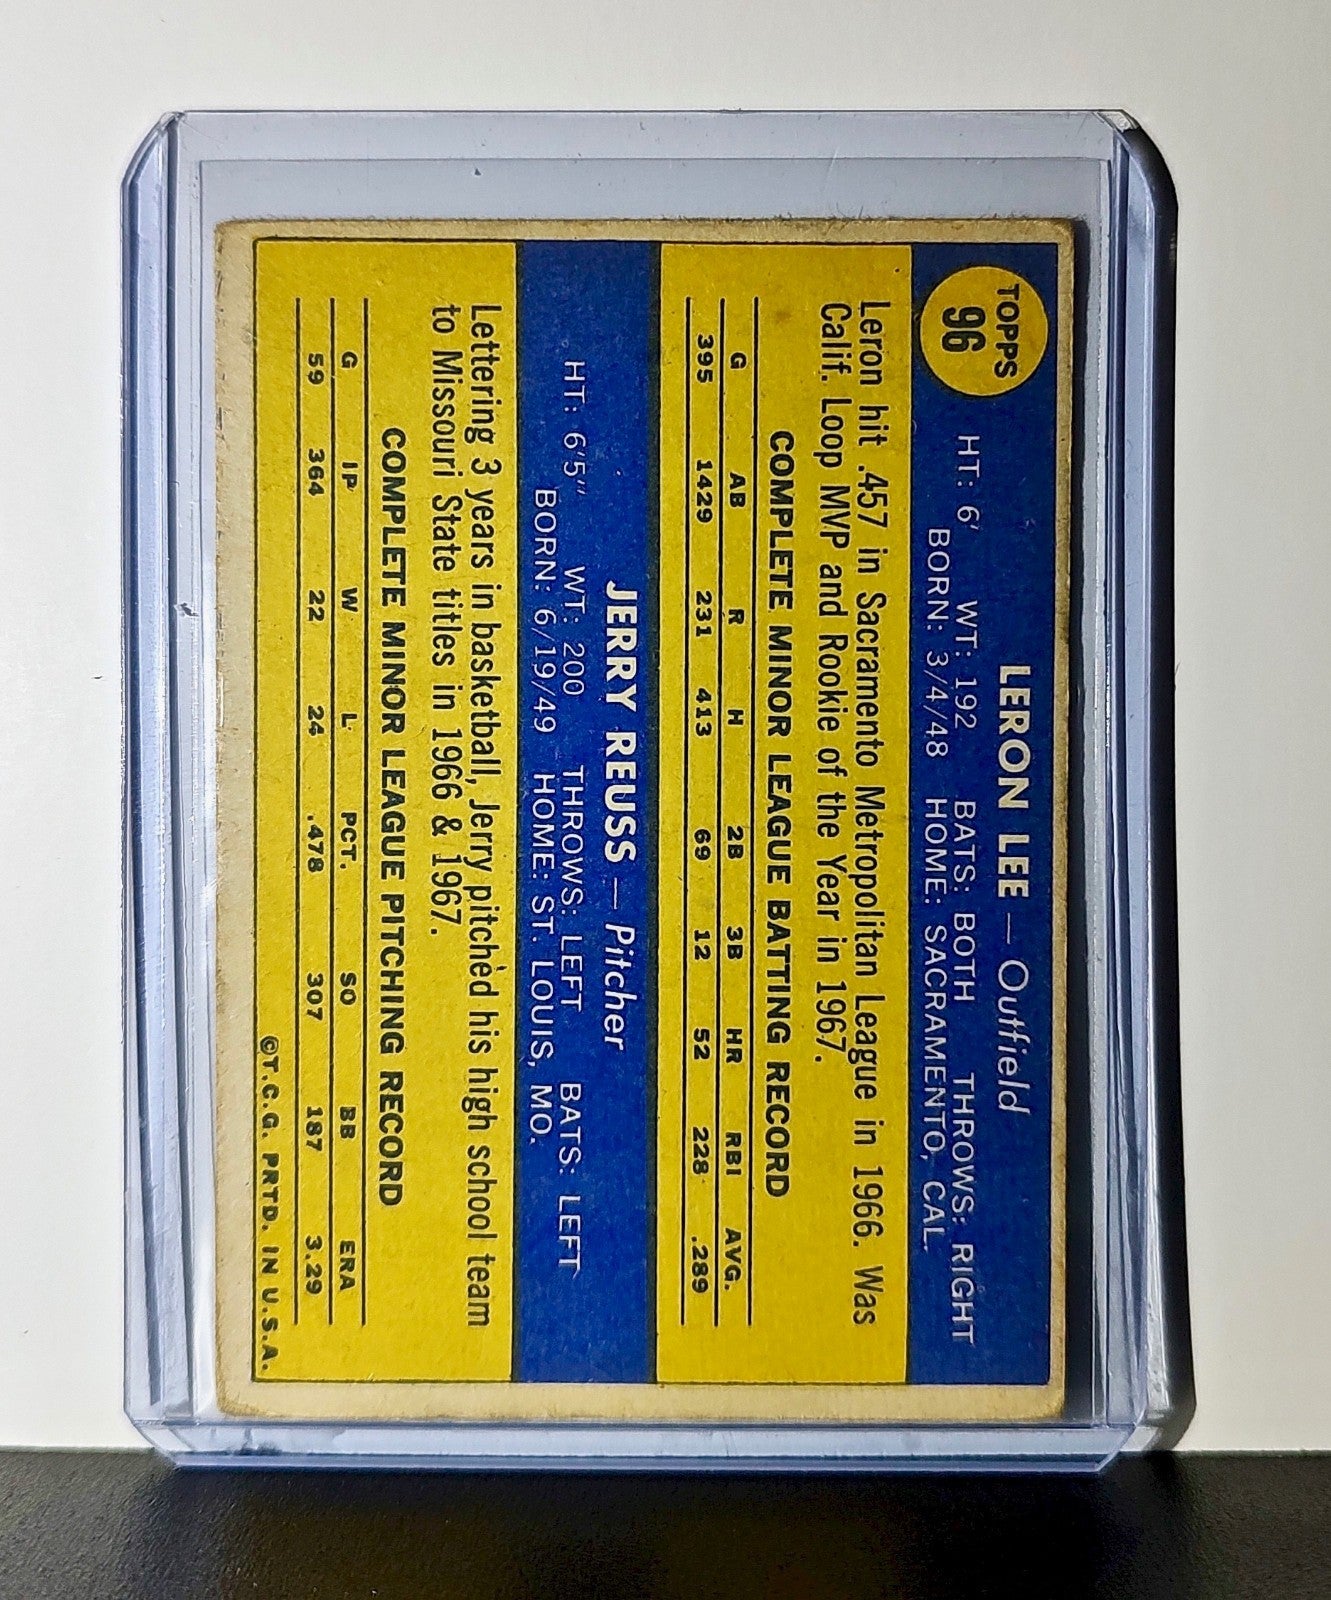 TOPPS
96
LERON LEE — Outfield
HT: 6' WT: 192 BATS: BOTH THROWS: RIGHT
BORN: 3/4/48 HOME: SACRAMENTO, CAL.
Leron hit .457 in Sacramento Metropolitan League in 1966. Was
Calif. Loop MVP and Rookie of the Year in 1967.
COMPLETE MINOR LEAGUE BATTING RECORD
G AB R H 2B 3B HR RBI AVG.
395 1429 231 413 69 12 52 228 .289
JERRY REUSS — Pitcher
HT: 6'5" WT: 200 THROWS: LEFT BATS: LEFT
BORN: 6/19/49 HOME: ST. LOUIS, MO.
Lettering 3 years in basketball, Jerry pitched his high school team
to Missouri State titles in 1966 & 1967.
COMPLETE MINOR LEAGUE PITCHING RECORD
G IP W L PCT. SO BB ERA
59 364 22 24 .478 307 187 3.29
©T.C.G. PRTD. IN U.S.A.